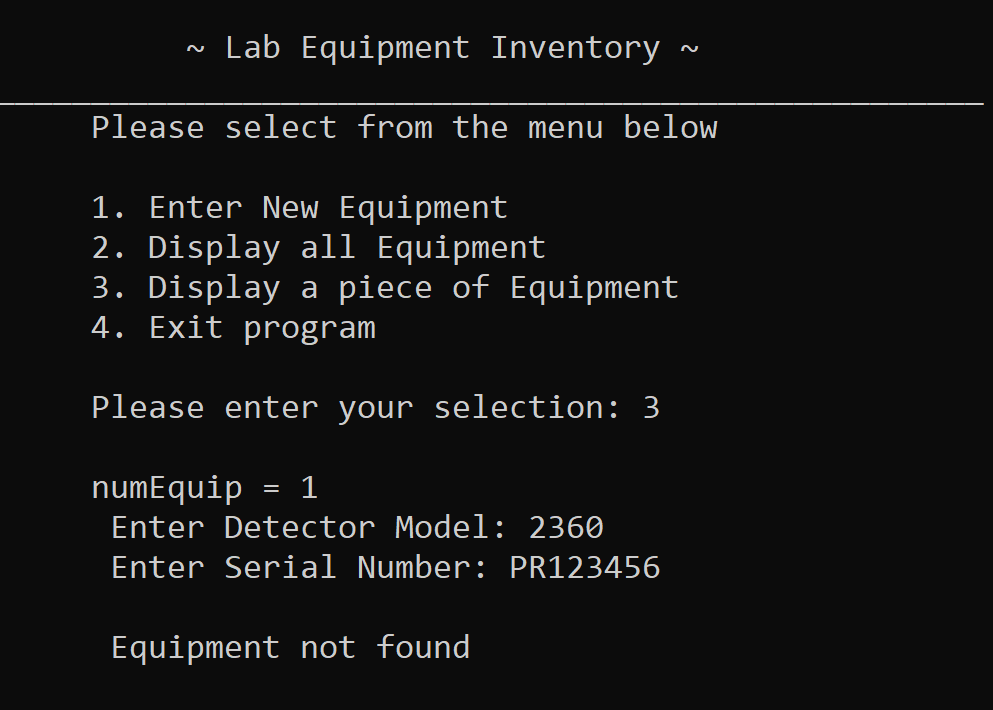 ~ Lab Equipment Inventory ~
Please select from the menu below
1. Enter New Equipment
2. Display all Equipment
3. Display a piece of Equipment
4. Exit program
Please enter your selection: 3
numEquip = 1
Enter Detector Model: 2360
Enter Serial Number: PR123456
Equipment not found